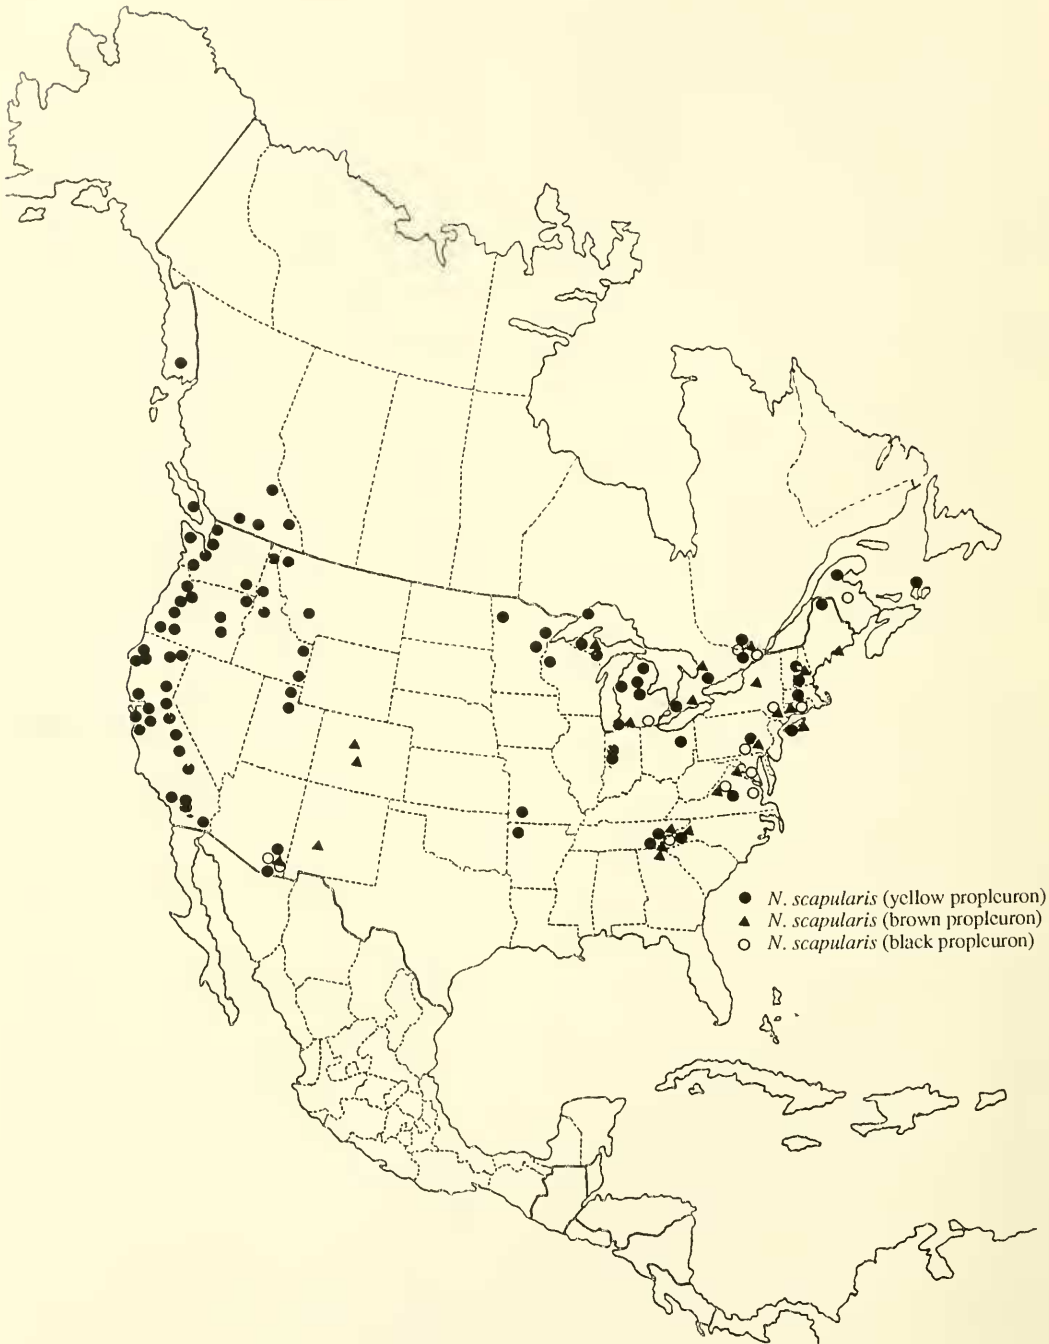 ● N. scapularis (yellow propleuron)
▲ N. scapularis (brown propleuron)
○ N. scapularis (black propleuron)